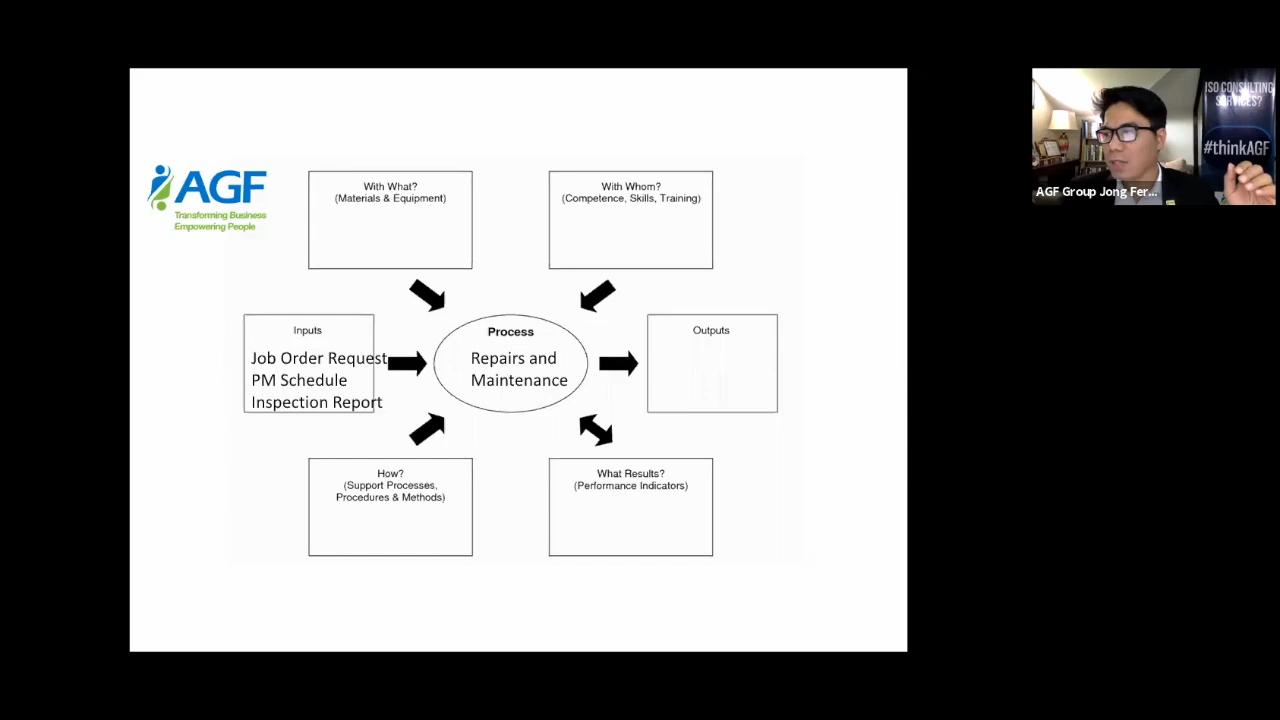 AGF
Transforming Business
Empowering People
With What?
(Materials & Equipment)
With Whom?
(Competence, Skills, Training)
Inputs
Job Order Request
PM Schedule
Inspection Report
Process
Repairs and
Maintenance
Outputs
How?
(Support Processes,
Procedures & Methods)
What Results?
(Performance Indicators)
ISO CONSULTING
SERVICES?
#thinkAGF
AGF Group Jong Fer...